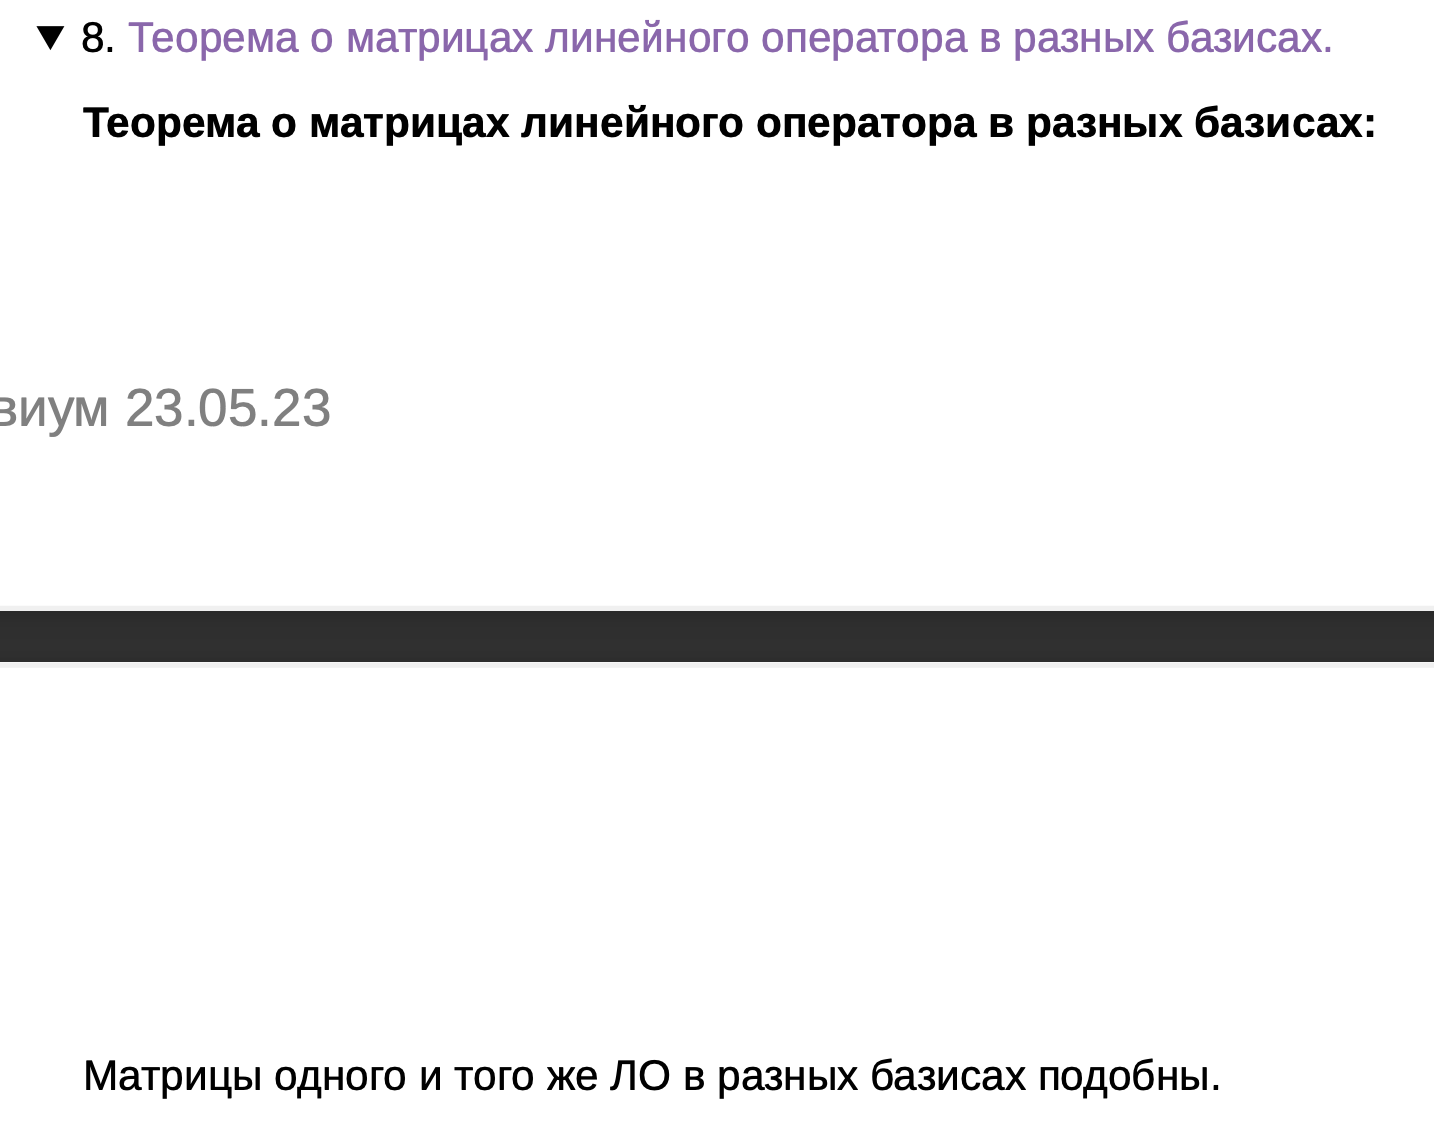 ▼ 8. Теорема о матрицах линейного оператора в разных базисах.
Теорема о матрицах линейного оператора в разных базисах:
виум 23.05.23
Матрицы одного и того же ЛО в разных базисах подобны.